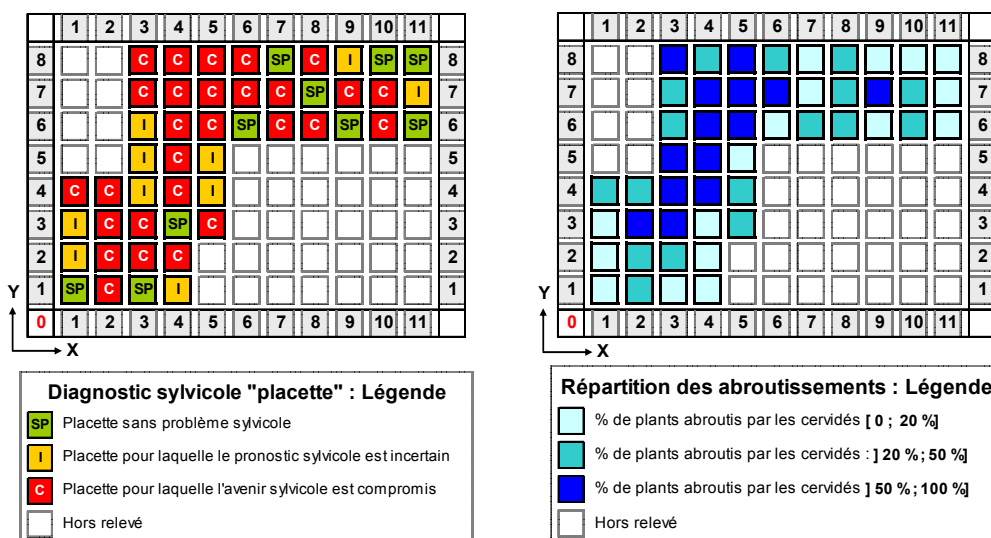 1 2 3 4 5 6 7 8 9 10 11
8 C C C C SP C I SP SP 8
7 C C C C C SP C C I 7
6 I C C SP C C SP C SP 6
5 I C I 5
4 C C I C I 4
3 I C C SP C 3
2 I C C C 2
Y 1 SP C SP I 1
0 1 2 3 4 5 6 7 8 9 10 11
X
Diagnostic sylvicole "placette" : Légende
SP Placette sans problème sylvicole
I Placette pour laquelle le pronostic sylvicole est incertain
C Placette pour laquelle l'avenir sylvicole est compromis
Hors relevé
1 2 3 4 5 6 7 8 9 10 11
8 8
7 7
6 6
5 5
4 4
3 3
2 2
Y 1 1
0 1 2 3 4 5 6 7 8 9 10 11
X
Répartition des abroutissements : Légende
% de plants abroutis par les cervidés [ 0 ; 20 %]
% de plants abroutis par les cervidés : ] 20 % ; 50 %]
% de plants abroutis par les cervidés ] 50 % ; 100 %]
Hors relevé